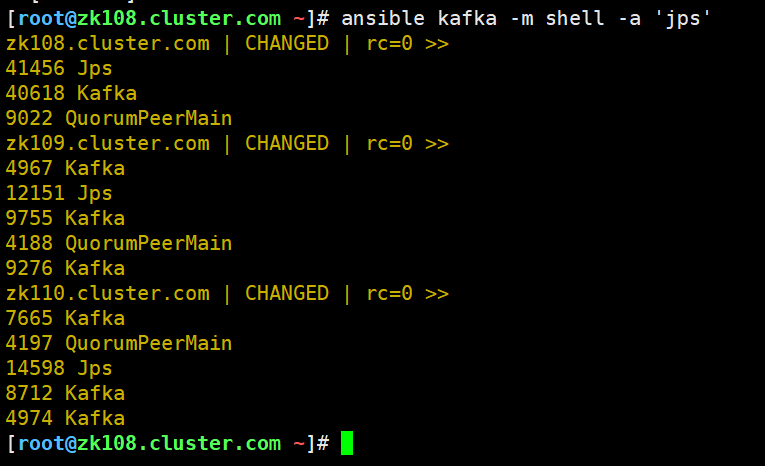 [root@zk108.cluster.com ~]# ansible kafka -m shell -a 'jps'
zk108.cluster.com | CHANGED | rc=0 >>
41456 Jps
40618 Kafka
9022 QuorumPeerMain
zk109.cluster.com | CHANGED | rc=0 >>
4967 Kafka
12151 Jps
9755 Kafka
4188 QuorumPeerMain
9276 Kafka
zk110.cluster.com | CHANGED | rc=0 >>
7665 Kafka
4197 QuorumPeerMain
14598 Jps
8712 Kafka
4974 Kafka
[root@zk108.cluster.com ~]#